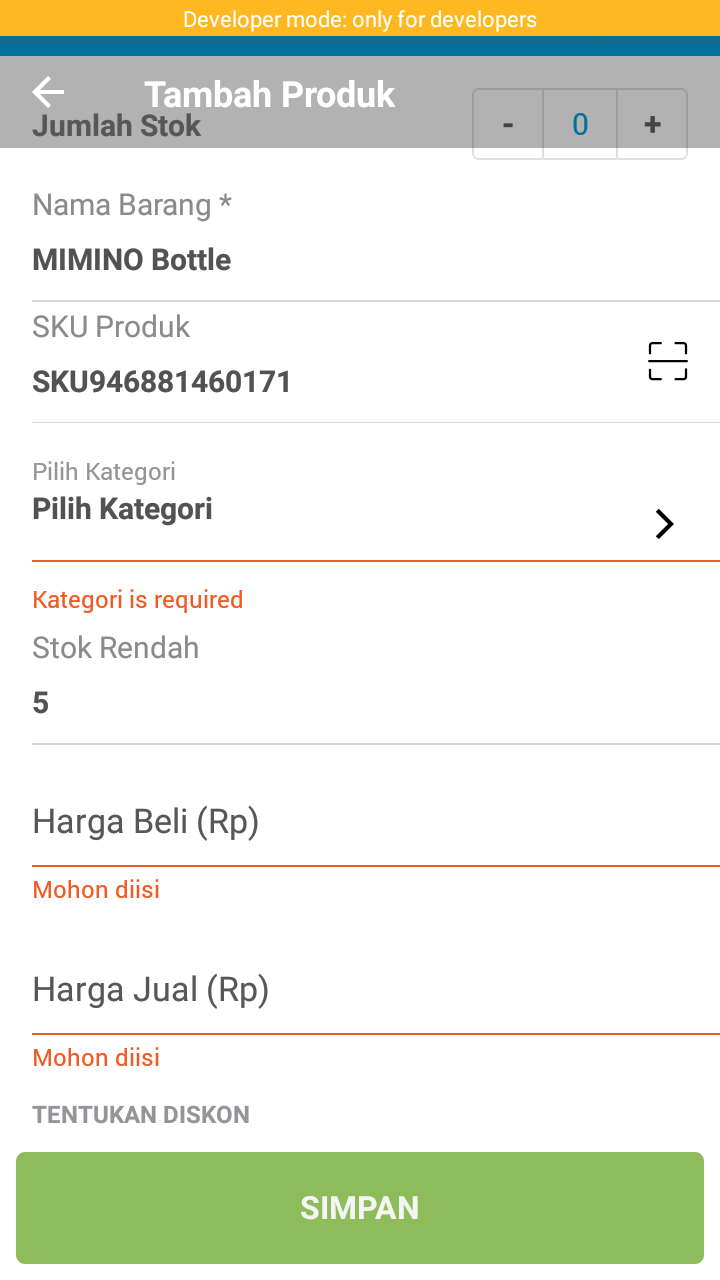 Developer mode: only for developers
Tambah Produk
Jumlah Stok
- 0 +
Nama Barang *
MIMINO Bottle
SKU Produk
SKU946881460171
Pilih Kategori
Pilih Kategori
Kategori is required
Stok Rendah
5
Harga Beli (Rp)
Mohon diisi
Harga Jual (Rp)
Mohon diisi
TENTUKAN DISKON
SIMPAN